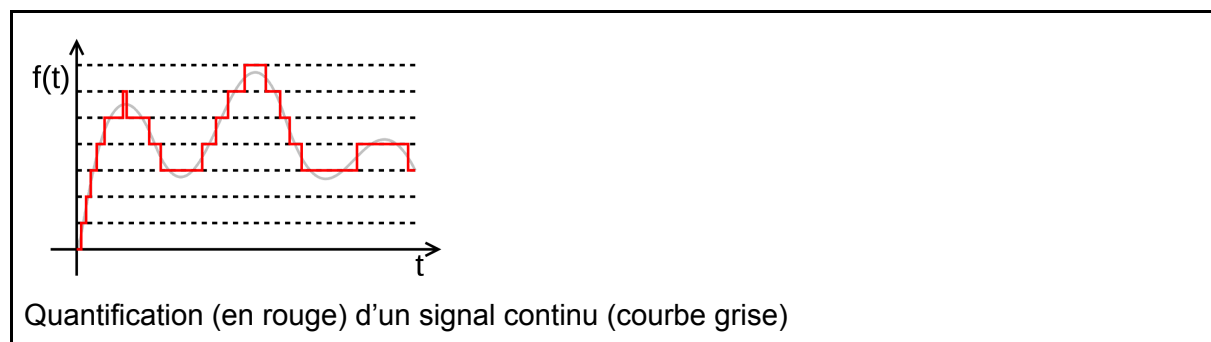 f(t)
t
Quantification (en rouge) d’un signal continu (courbe grise)